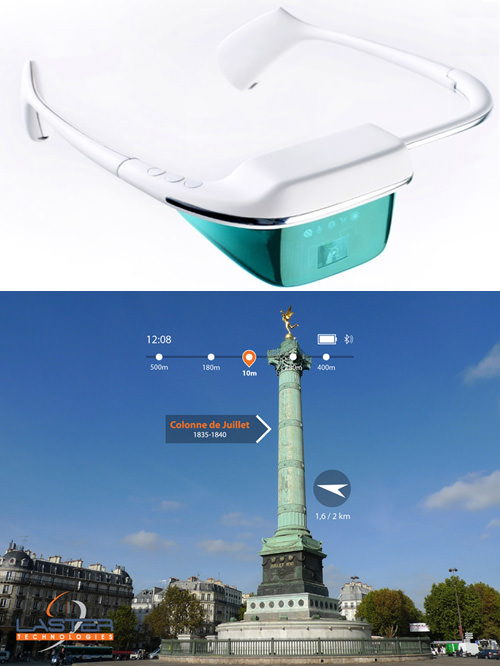 12:08
500m 180m 10m 400m
Colonne de Juillet
1835-1840
1,6 / 2 km
LASTER
TECHNOLOGIES